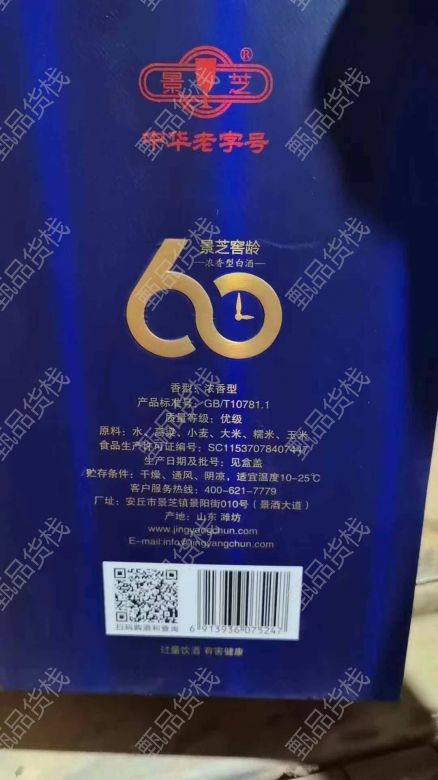 景芝
®
中华老字号
60
景芝窖龄
—浓香型白酒—
香型：浓香型
产品标准号：GB/T10781.1
质量等级：优级
原料：水、高粱、小麦、大米、糯米、玉米
食品生产许可证编号：SC11537078407447
生产日期及批号：见盒盖
贮存条件：干燥、通风、阴凉，适宜温度10-25℃
客户服务热线：400-621-7779
厂址：安丘市景芝镇景阳街010号（景酒大道）
产地：山东 潍坊
www.jingyangchun.com
E-mail:info@jingyangchun.com
扫码购酒和查询
6 913936 075247
过量饮酒 有害健康
甄品货栈